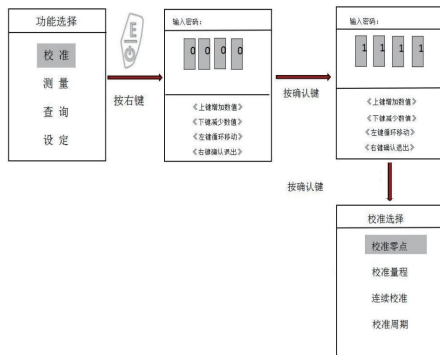 功能选择
校 准
测 量
查 询
设 定
E
按右键
输入密码：
0 0 0 0
《上键增加数值》
《下键减少数值》
《左键循环移动》
《右键确认退出》
按确认键
输入密码：
1 1 1 1
《上键增加数值》
《下键减少数值》
《左键循环移动》
《右键确认退出》
按确认键
校准选择
校准零点
校准量程
连续校准
校准周期